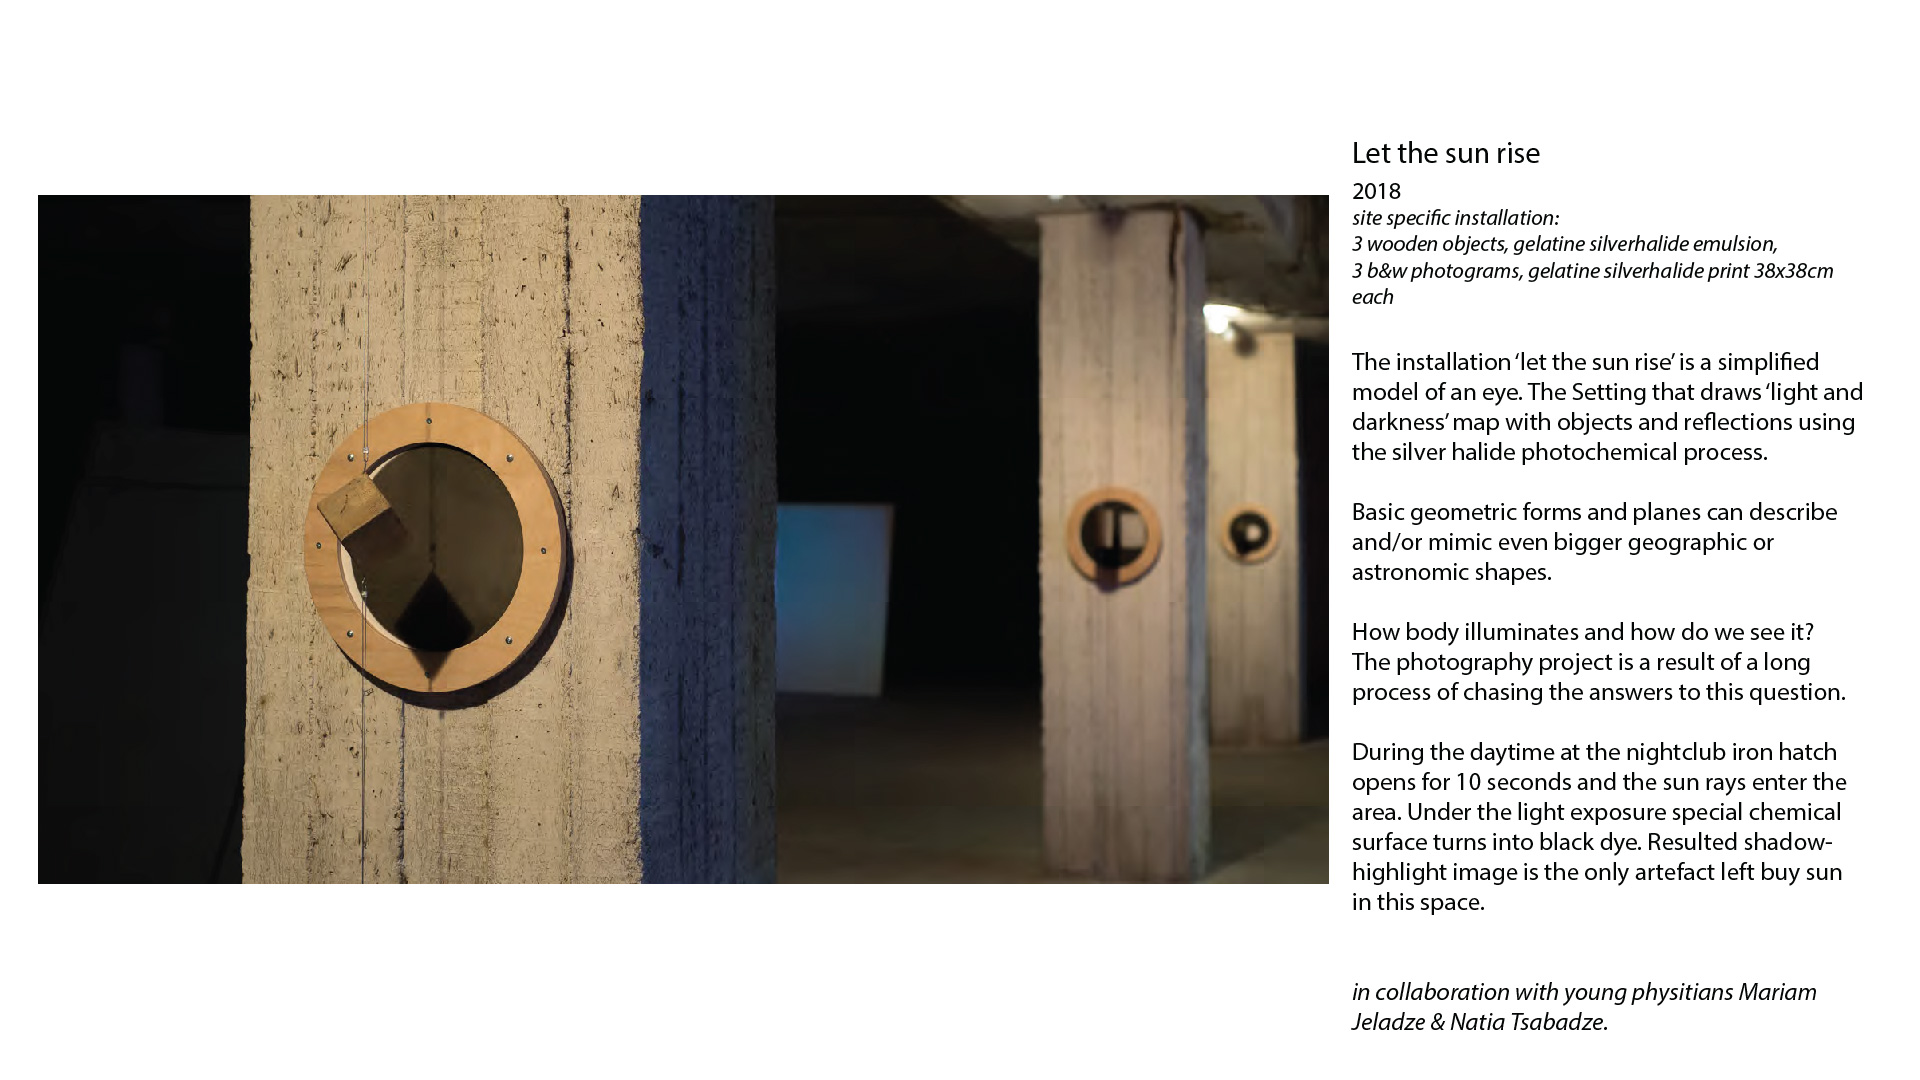 Let the sun rise
2018
site specific installation:
3 wooden objects, gelatine silverhalide emulsion,
3 b&w photograms, gelatine silverhalide print 38x38cm
each
The installation ‘let the sun rise’ is a simplified
model of an eye. The Setting that draws ‘light and
darkness’ map with objects and reflections using
the silver halide photochemical process.
Basic geometric forms and planes can describe
and/or mimic even bigger geographic or
astronomic shapes.
How body illuminates and how do we see it?
The photography project is a result of a long
process of chasing the answers to this question.
During the daytime at the nightclub iron hatch
opens for 10 seconds and the sun rays enter the
area. Under the light exposure special chemical
surface turns into black dye. Resulted shadow-
highlight image is the only artefact left buy sun
in this space.
in collaboration with young physitians Mariam
Jeladze & Natia Tsabadze.